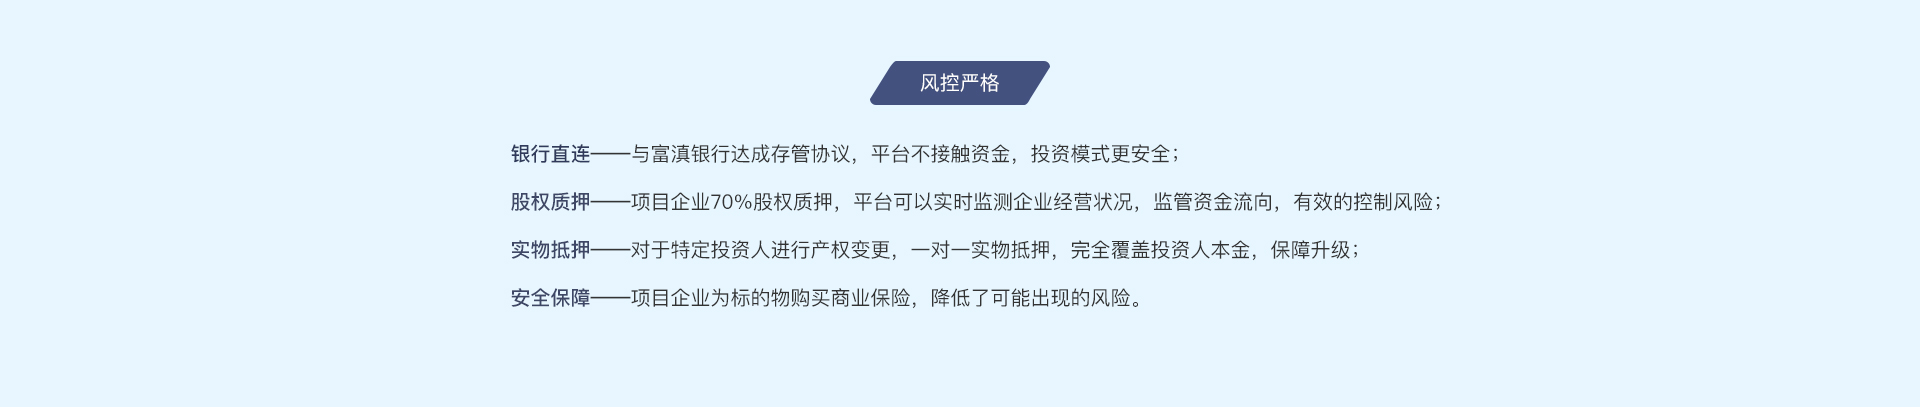 风控严格
银行直连——与富滇银行达成存管协议，平台不接触资金，投资模式更安全；
股权质押——项目企业70%股权质押，平台可以实时监测企业经营状况，监管资金流向，有效的控制风险；
实物抵押——对于特定投资人进行产权变更，一对一实物抵押，完全覆盖投资人本金，保障升级；
安全保障——项目企业为标的物购买商业保险，降低了可能出现的风险。